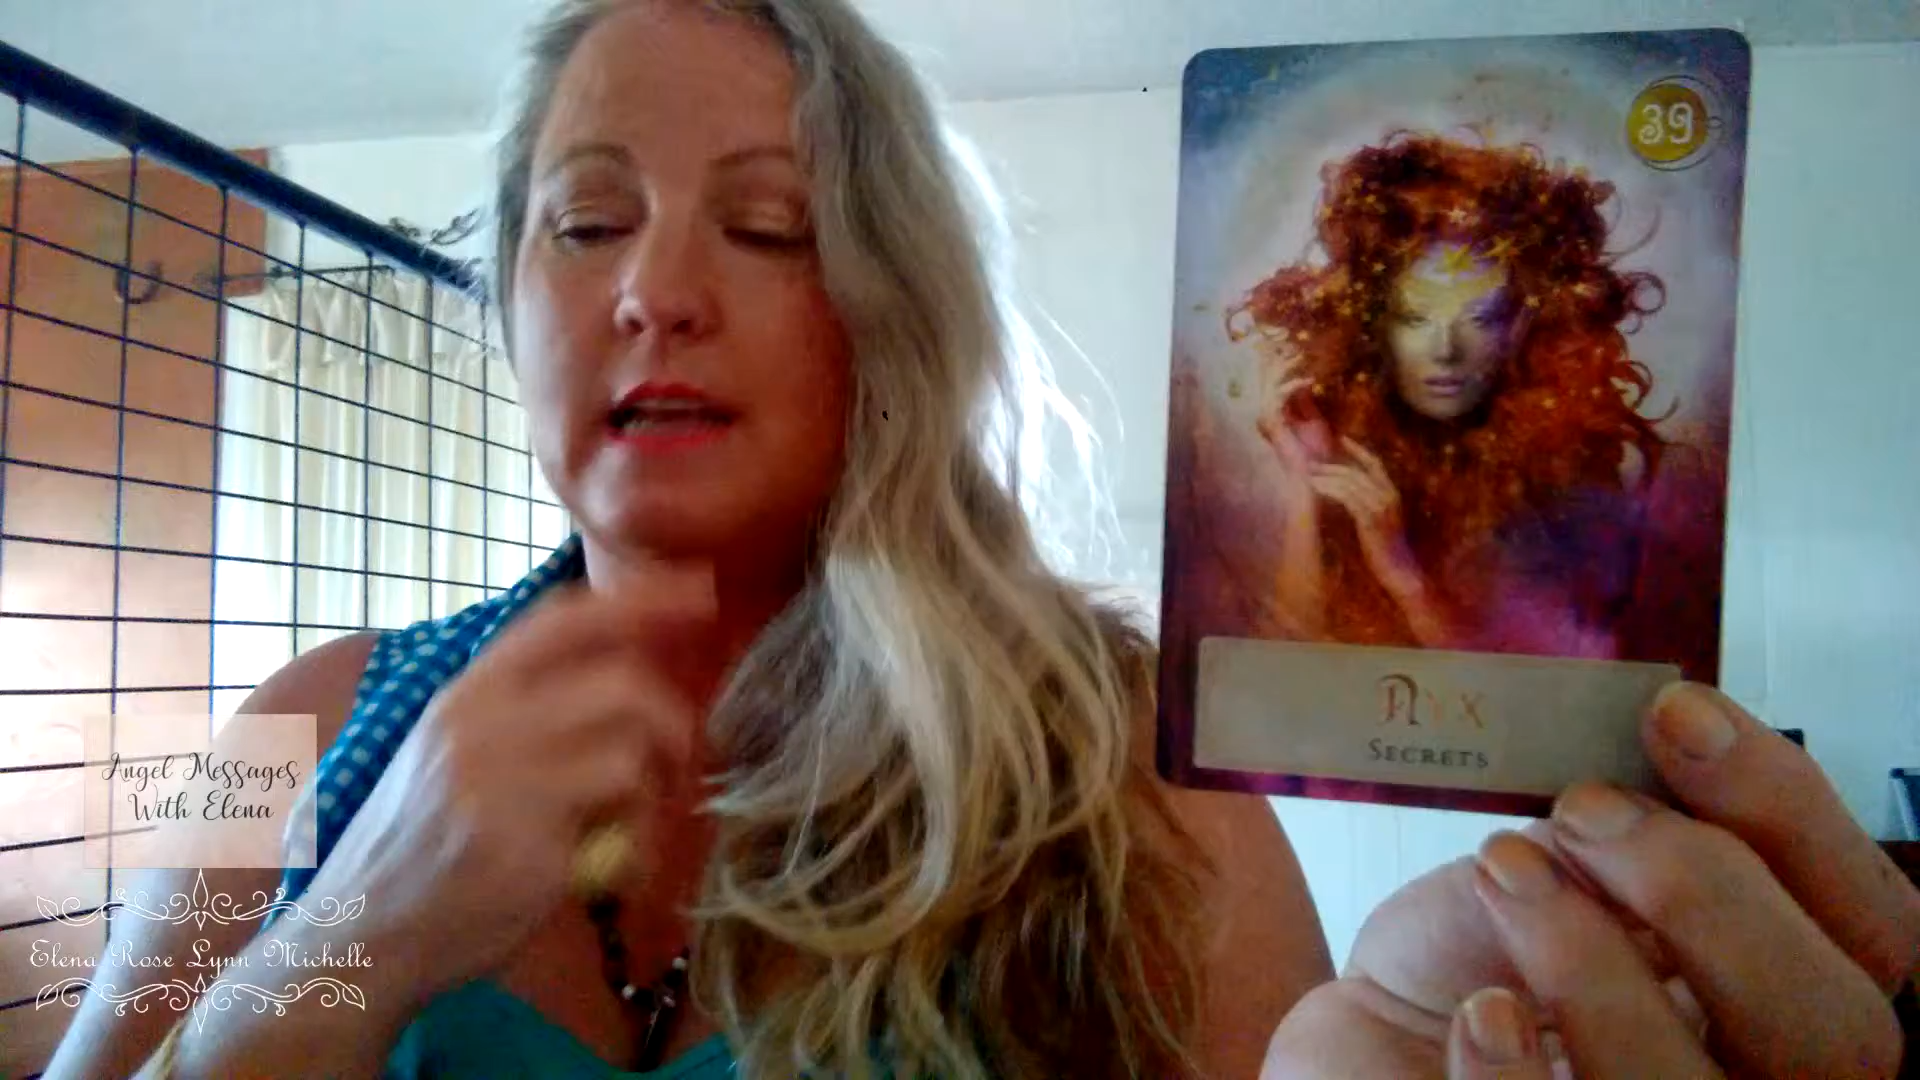 39
Nyx
Secrets
Angel Messages
With Elena
Elena Rose Lynn Michelle